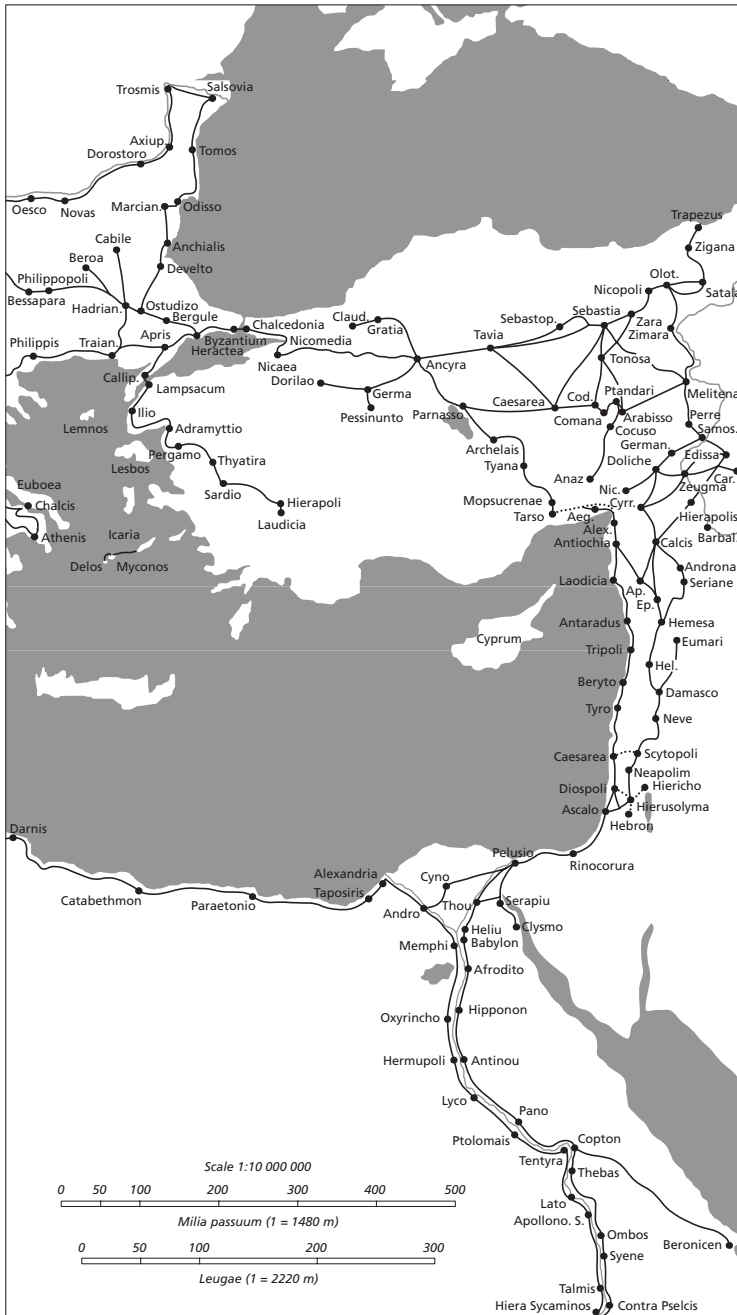 Trosmis
Salsovia
Axiup.
Dorostoro
Tomos
Oesco
Novas
Marcian.
Odisso
Trapezus
Cabile
Anchialis
Zigana
Beroa
Develto
Philippopoli
Olot.
Bessapara
Nicopoli
Satala
Hadrian.
Ostudizo
Claud.
Sebastia
Bergule
Gratia
Sebastop.
Zara
Apris
Byzantium
Chalcedonia
Zimara
Philippis
Traian.
Heractea
Nicomedia
Tavia
Tonosa
Nicaea
Ancyra
Callip.
Lampsacum
Dorilao
Germa
Caesarea
Cod.
Ptandari
Melitena
Ilio
Pessinunto
Parnasso
Comana
Arabisso
Perre
Lemnos
Adramyttio
Cocuso
Samos.
Pergamo
Archelais
German.
Lesbos
Thyatira
Tyana
Doliche
Edissa
Euboea
Sardio
Anaz
Nic.
Zeugma
Car.
Chalcis
Hierapoli
Mopsucrenae
Cyrr.
Laudicia
Tarso
Aeg.
Hierapolis
Athenis
Icaria
Alex.
Barbal.
Antiochia
Calcis
Delos
Myconos
Androna
Laodicia
Ap.
Seriane
Ep.
Antaradus
Hemesa
Cyprum
Eumari
Tripoli
Hel.
Beryto
Damasco
Tyro
Neve
Caesarea
Scytopoli
Neapolim
Diospoli
Hiericho
Ascalo
Hierusolyma
Hebron
Darnis
Pelusio
Rinocorura
Alexandria
Cyno
Catabethmon
Paraetonio
Taposiris
Thou
Serapiu
Andro
Clysmo
Heliu
Memphi
Babylon
Afrodito
Oxyrincho
Hipponon
Hermupoli
Antinou
Lyco
Pano
Ptolomais
Copton
Tentyra
Thebas
Scale 1:10 000 000
0 50 100 200 300 400 500
Milia passuum (1 = 1480 m)
Lato
Apollono. S.
Ombos
Beronicen
Syene
0 50 100 200 300
Leugae (1 = 2220 m)
Talmis
Hiera Sycaminos
Contra Pselcis